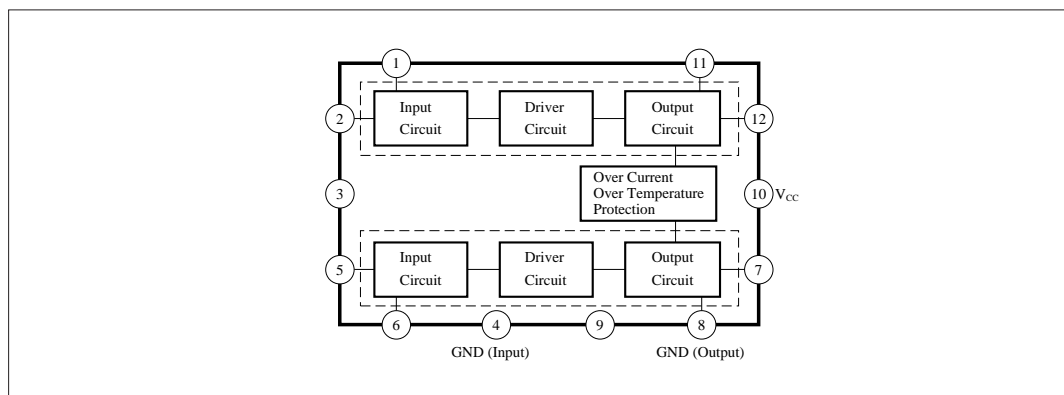 1
11
2
Input
Circuit
Driver
Circuit
Output
Circuit
12
3
Over Current
Over Temperature
Protection
10
VCC
5
Input
Circuit
Driver
Circuit
Output
Circuit
7
6
4
9
8
GND (Input)
GND (Output)